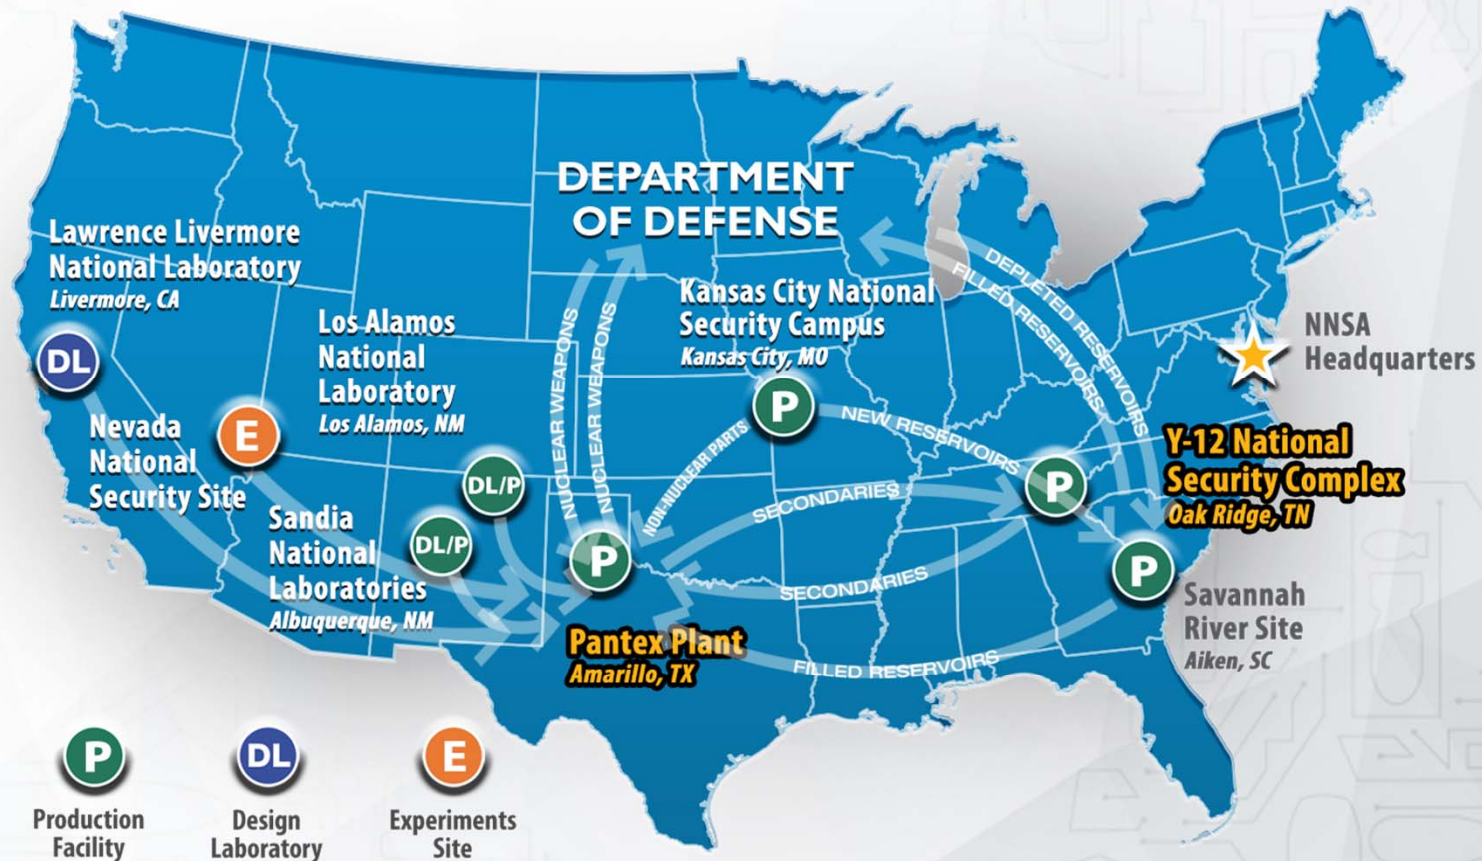 DEPARTMENT
OF DEFENSE
Lawrence Livermore
National Laboratory
Livermore, CA
DL
Nevada
National
Security Site
E
Los Alamos
National
Laboratory
Los Alamos, NM
DL/P
Sandia
National
Laboratories
Albuquerque, NM
DL/P
NUCLEAR WEAPONS
NUCLEAR WEAPONS
Kansas City National
Security Campus
Kansas City, MO
P
NON-NUCLEAR PARTS
NEW RESERVOIRS
SECONDARIES
SECONDARIES
FILLED RESERVOIRS
DEPLETED RESERVOIRS
FILLED RESERVOIRS
NNSA
Headquarters
P
Y-12 National
Security Complex
Oak Ridge, TN
P
Savannah
River Site
Aiken, SC
P
Pantex Plant
Amarillo, TX
P
Production
Facility
DL
Design
Laboratory
E
Experiments
Site